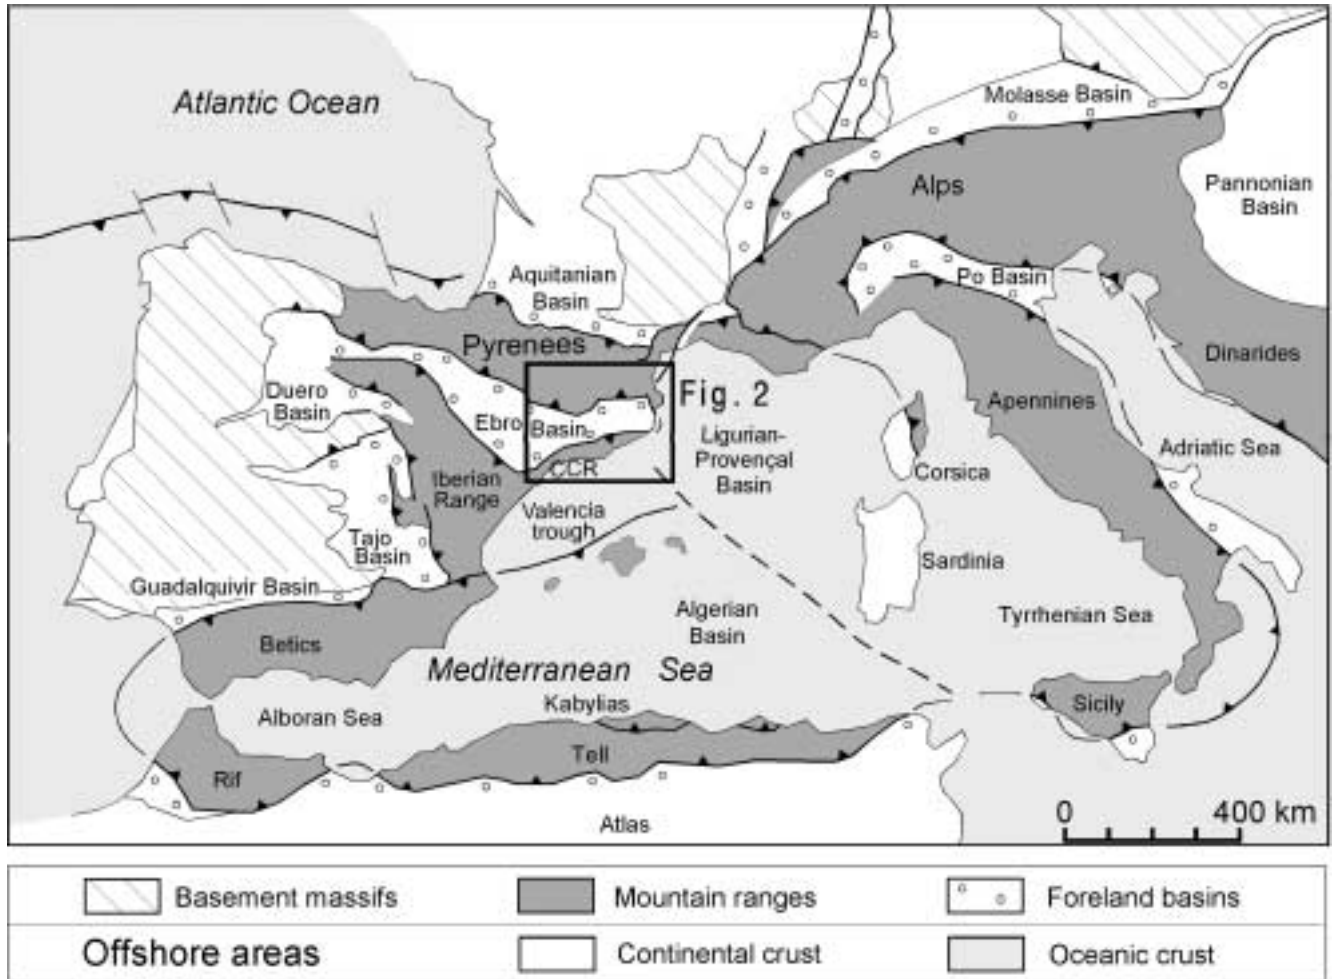 Atlantic Ocean
Molasse Basin
Alps
Pannonian
Basin
Aquitanian
Basin
Po Basin
Pyrenees
Dinarides
Duero
Basin
Fig. 2
Apennines
Ebro Basin
Ligurian-
Provençal
Basin
Adriatic Sea
CCR
Corsica
Iberian
Range
Valencia
trough
Tajo
Basin
Sardinia
Guadalquivir Basin
Algerian
Basin
Tyrrhenian Sea
Betics
Mediterranean Sea
Kabylias
Sicily
Alboran Sea
Tell
Rif
0 400 km
Atlas
Basement massifs
Mountain ranges
Foreland basins
Offshore areas
Continental crust
Oceanic crust